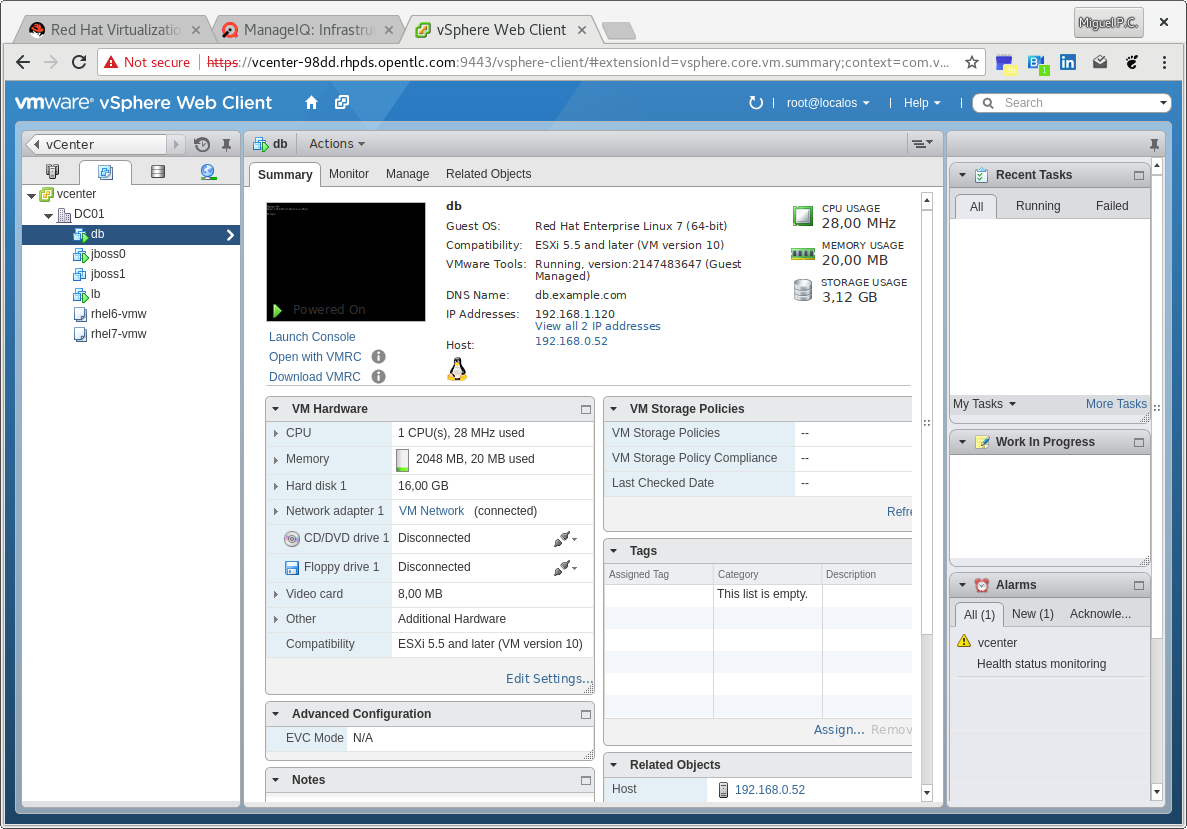 Red Hat Virtualizatio
ManageIQ: Infrastru
vSphere Web Client
Miguel P.C.
Not secure
https://vcenter-98dd.rhpds.opentlc.com:9443/vsphere-client/#extensionId=vsphere.core.vm.summary;context=com.v...
1
vmware® vSphere Web Client
root@localos
Help
Search
vCenter
vcenter
DC01
db
jboss0
jboss1
lb
rhel6-vmw
rhel7-vmw
db
Actions
Summary
Monitor
Manage
Related Objects
Powered On
Launch Console
Open with VMRC
Download VMRC
db
Guest OS: Red Hat Enterprise Linux 7 (64-bit)
Compatibility: ESXi 5.5 and later (VM version 10)
VMware Tools: Running, version:2147483647 (Guest
Managed)
DNS Name: db.example.com
IP Addresses: 192.168.1.120
View all 2 IP addresses
Host: 192.168.0.52
CPU USAGE
28,00 MHz
MEMORY USAGE
20,00 MB
STORAGE USAGE
3,12 GB
VM Hardware
CPU 1 CPU(s), 28 MHz used
Memory 2048 MB, 20 MB used
Hard disk 1 16,00 GB
Network adapter 1 VM Network (connected)
CD/DVD drive 1 Disconnected
Floppy drive 1 Disconnected
Video card 8,00 MB
Other Additional Hardware
Compatibility ESXi 5.5 and later (VM version 10)
Edit Settings...
Advanced Configuration
EVC Mode N/A
Notes
VM Storage Policies
VM Storage Policies --
VM Storage Policy Compliance --
Last Checked Date --
Refre
Tags
Assigned Tag Category Description
This list is empty.
Assign... Remov
Related Objects
Host 192.168.0.52
Recent Tasks
All
Running
Failed
My Tasks
More Tasks
Work In Progress
Alarms
All (1)
New (1)
Acknowle...
vcenter
Health status monitoring